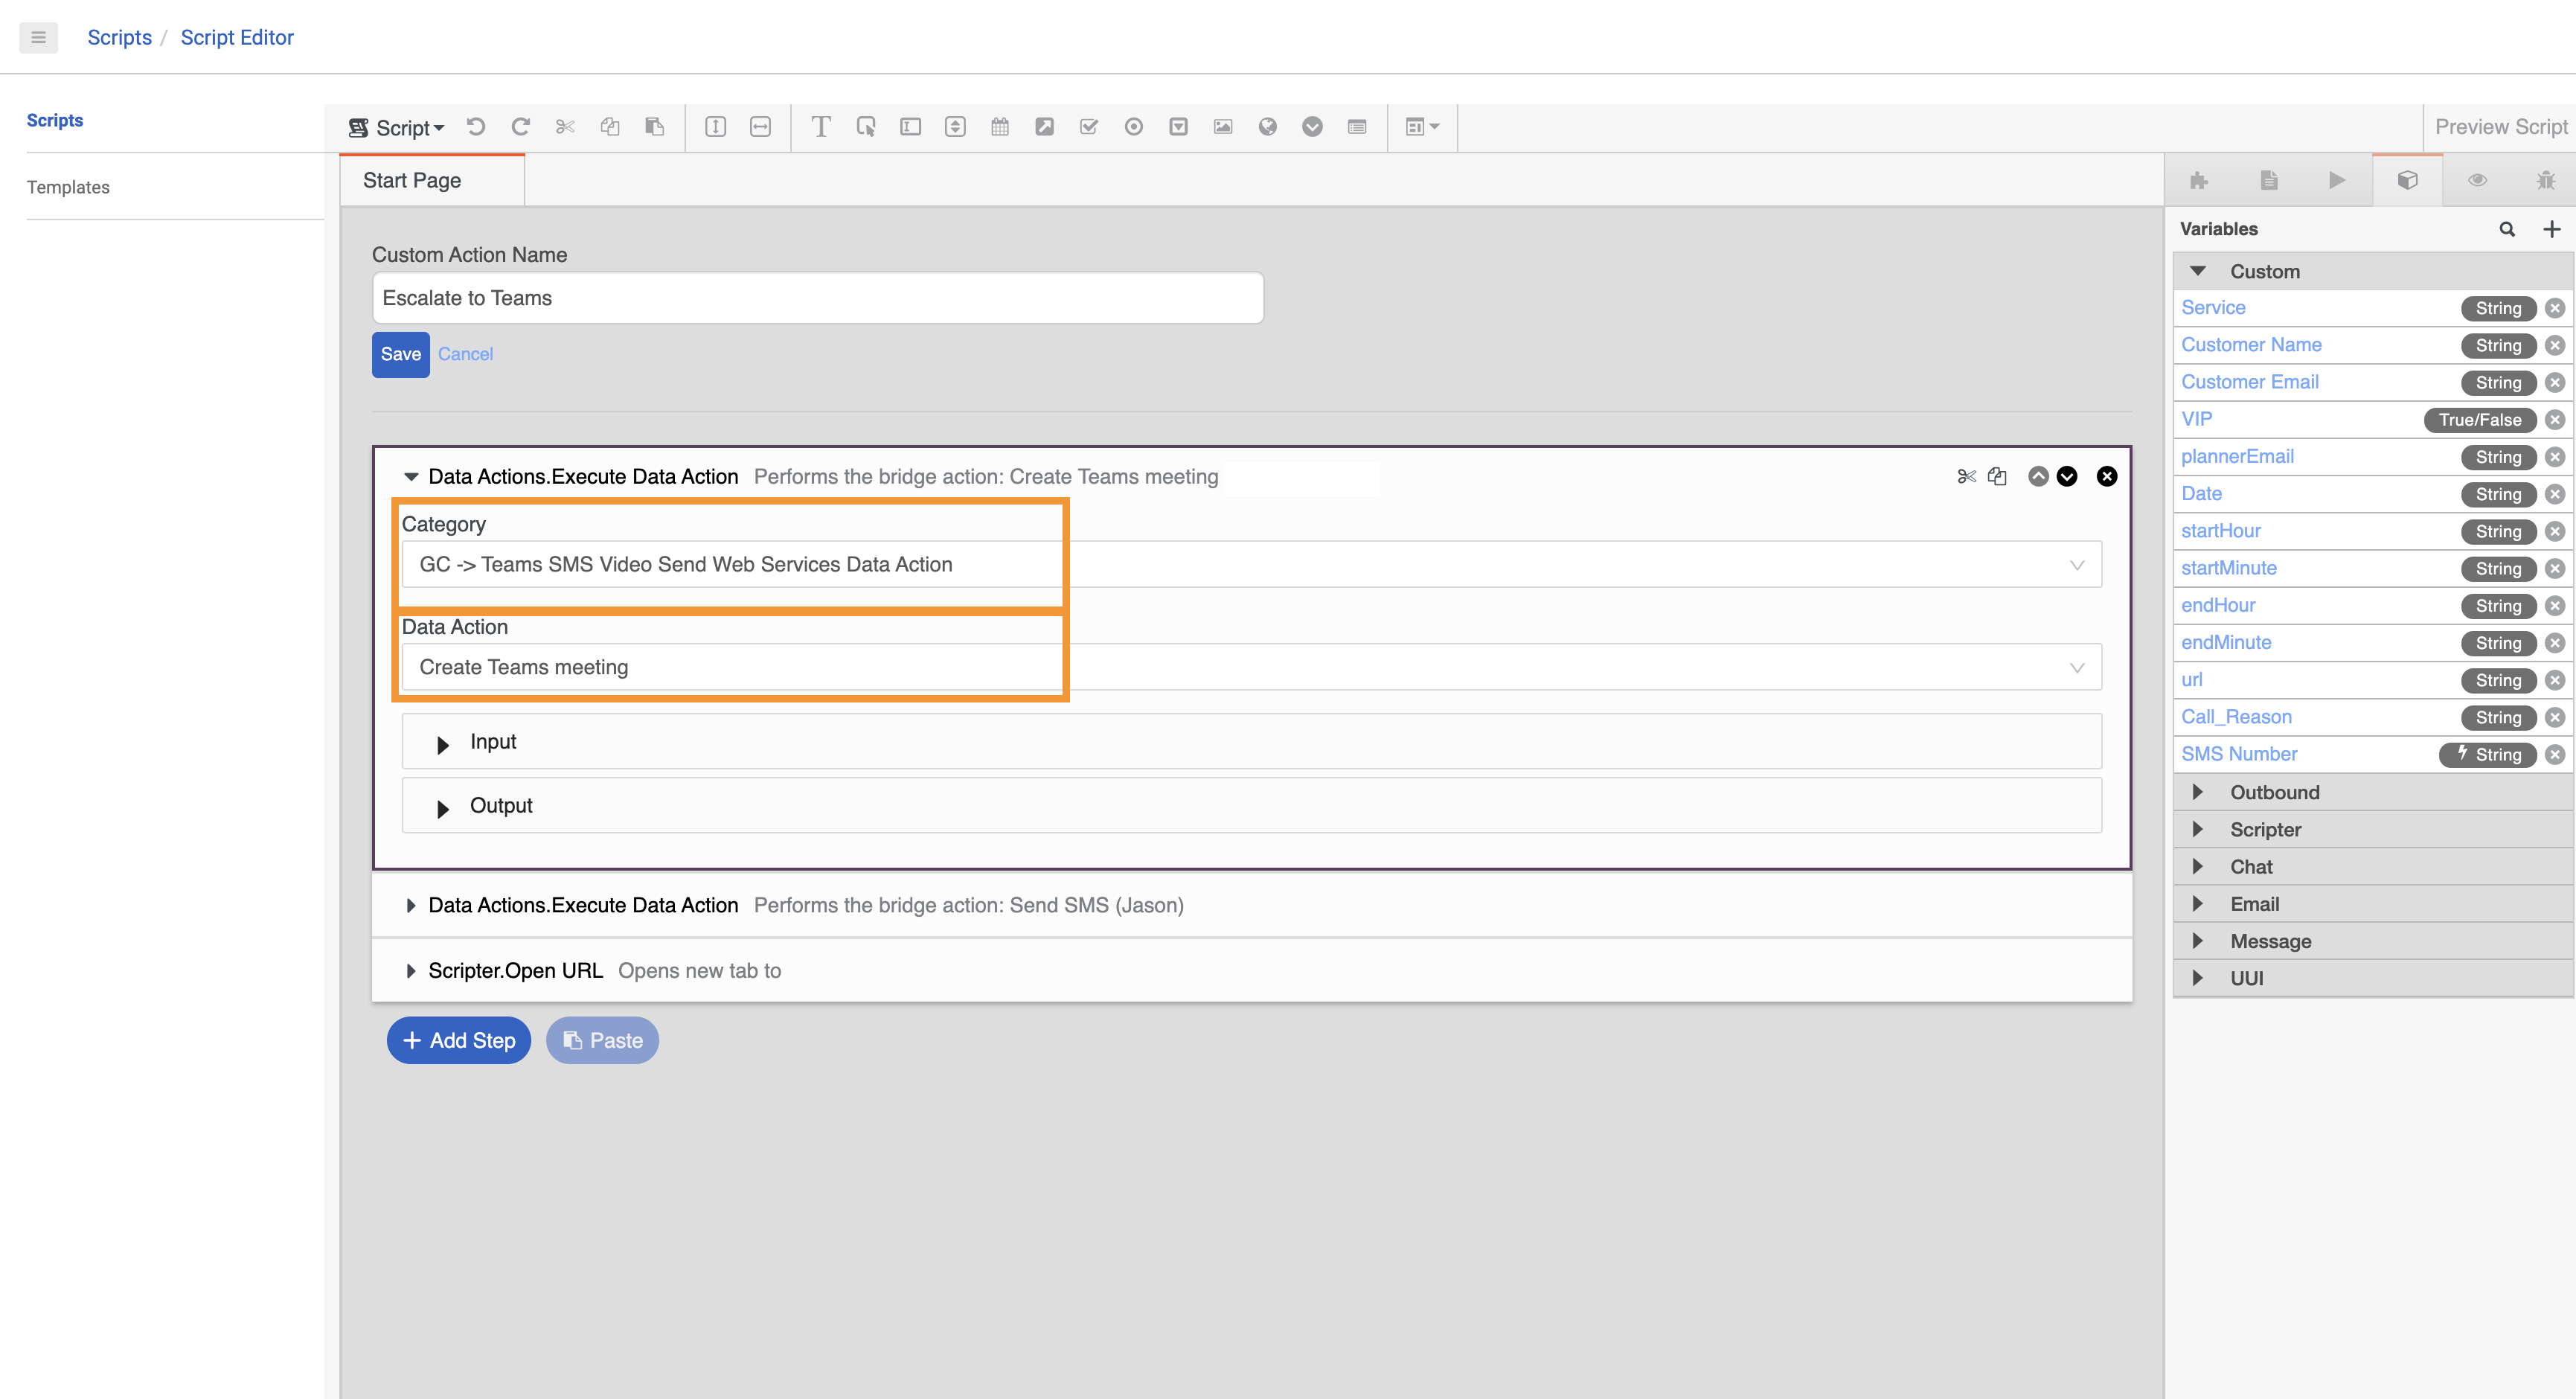 Scripts / Script Editor
Scripts
Templates
Script
Preview Script
Start Page
Custom Action Name
Escalate to Teams
Save Cancel
Data Actions.Execute Data Action Performs the bridge action: Create Teams meeting
Category
GC -> Teams SMS Video Send Web Services Data Action
Data Action
Create Teams meeting
Input
Output
Data Actions.Execute Data Action Performs the bridge action: Send SMS (Jason)
Scripter.Open URL Opens new tab to
+ Add Step Paste
Variables
Custom
Service String
Customer Name String
Customer Email String
VIP True/False
plannerEmail String
Date String
startHour String
startMinute String
endHour String
endMinute String
url String
Call_Reason String
SMS Number String
Outbound
Scripter
Chat
Email
Message
UUI